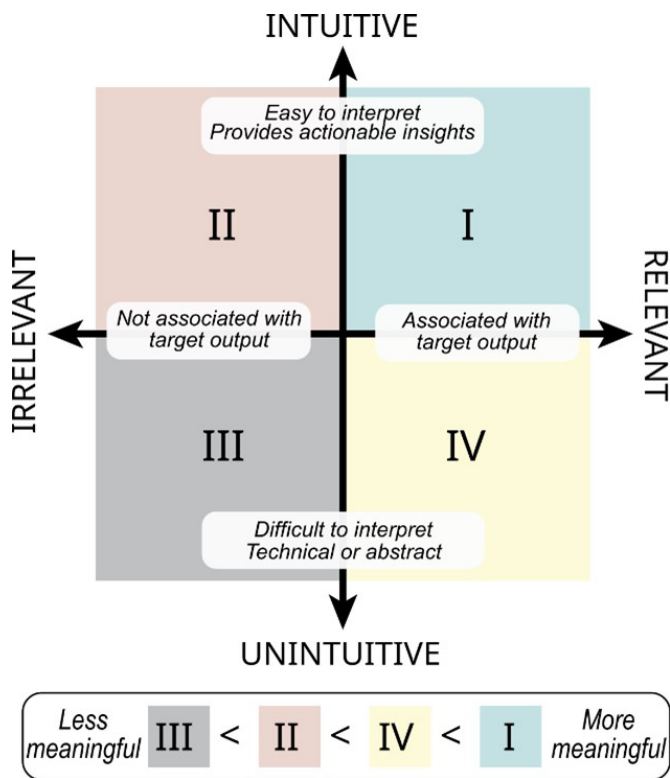 INTUITIVE
Easy to interpret
Provides actionable insights
II
I
IRRELEVANT
Not associated with
target output
Associated with
target output
RELEVANT
III
IV
Difficult to interpret
Technical or abstract
UNINTUITIVE
Less
meaningful
III < II < IV < I
More
meaningful